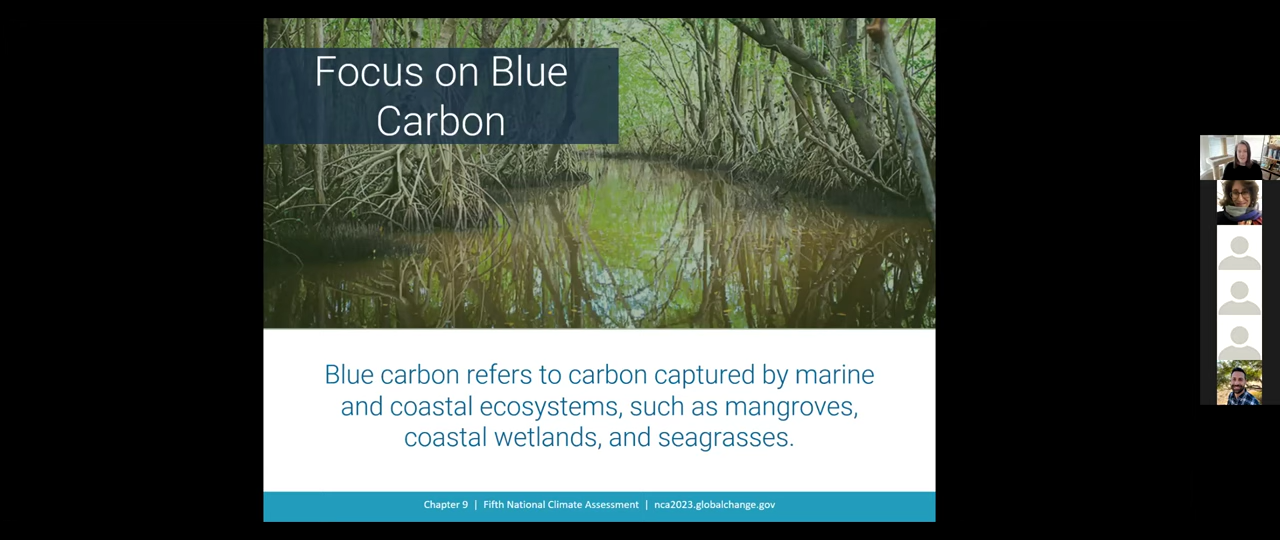 Focus on Blue
Carbon
Blue carbon refers to carbon captured by marine
and coastal ecosystems, such as mangroves,
coastal wetlands, and seagrasses.
Chapter 9 | Fifth National Climate Assessment | nca2023.globalchange.gov